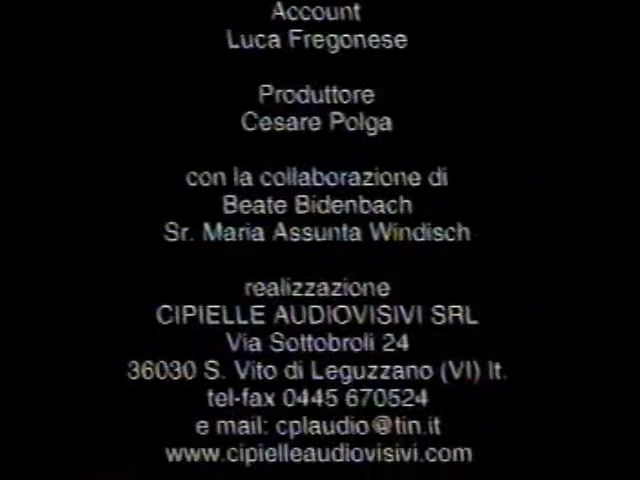 Account
Luca Fregonese
Produttore
Cesare Polga
con la collaborazione di
Beate Bidenbach
Sr. Maria Assunta Windisch
realizzazione
CIPIELLE AUDIOVISIVI SRL
Via Sottobroli 24
36030 S. Vito di Leguzzano (VI) It.
tel-fax 0445 670524
e mail: cplaudio@tin.it
www.cipielleaudiovisivi.com